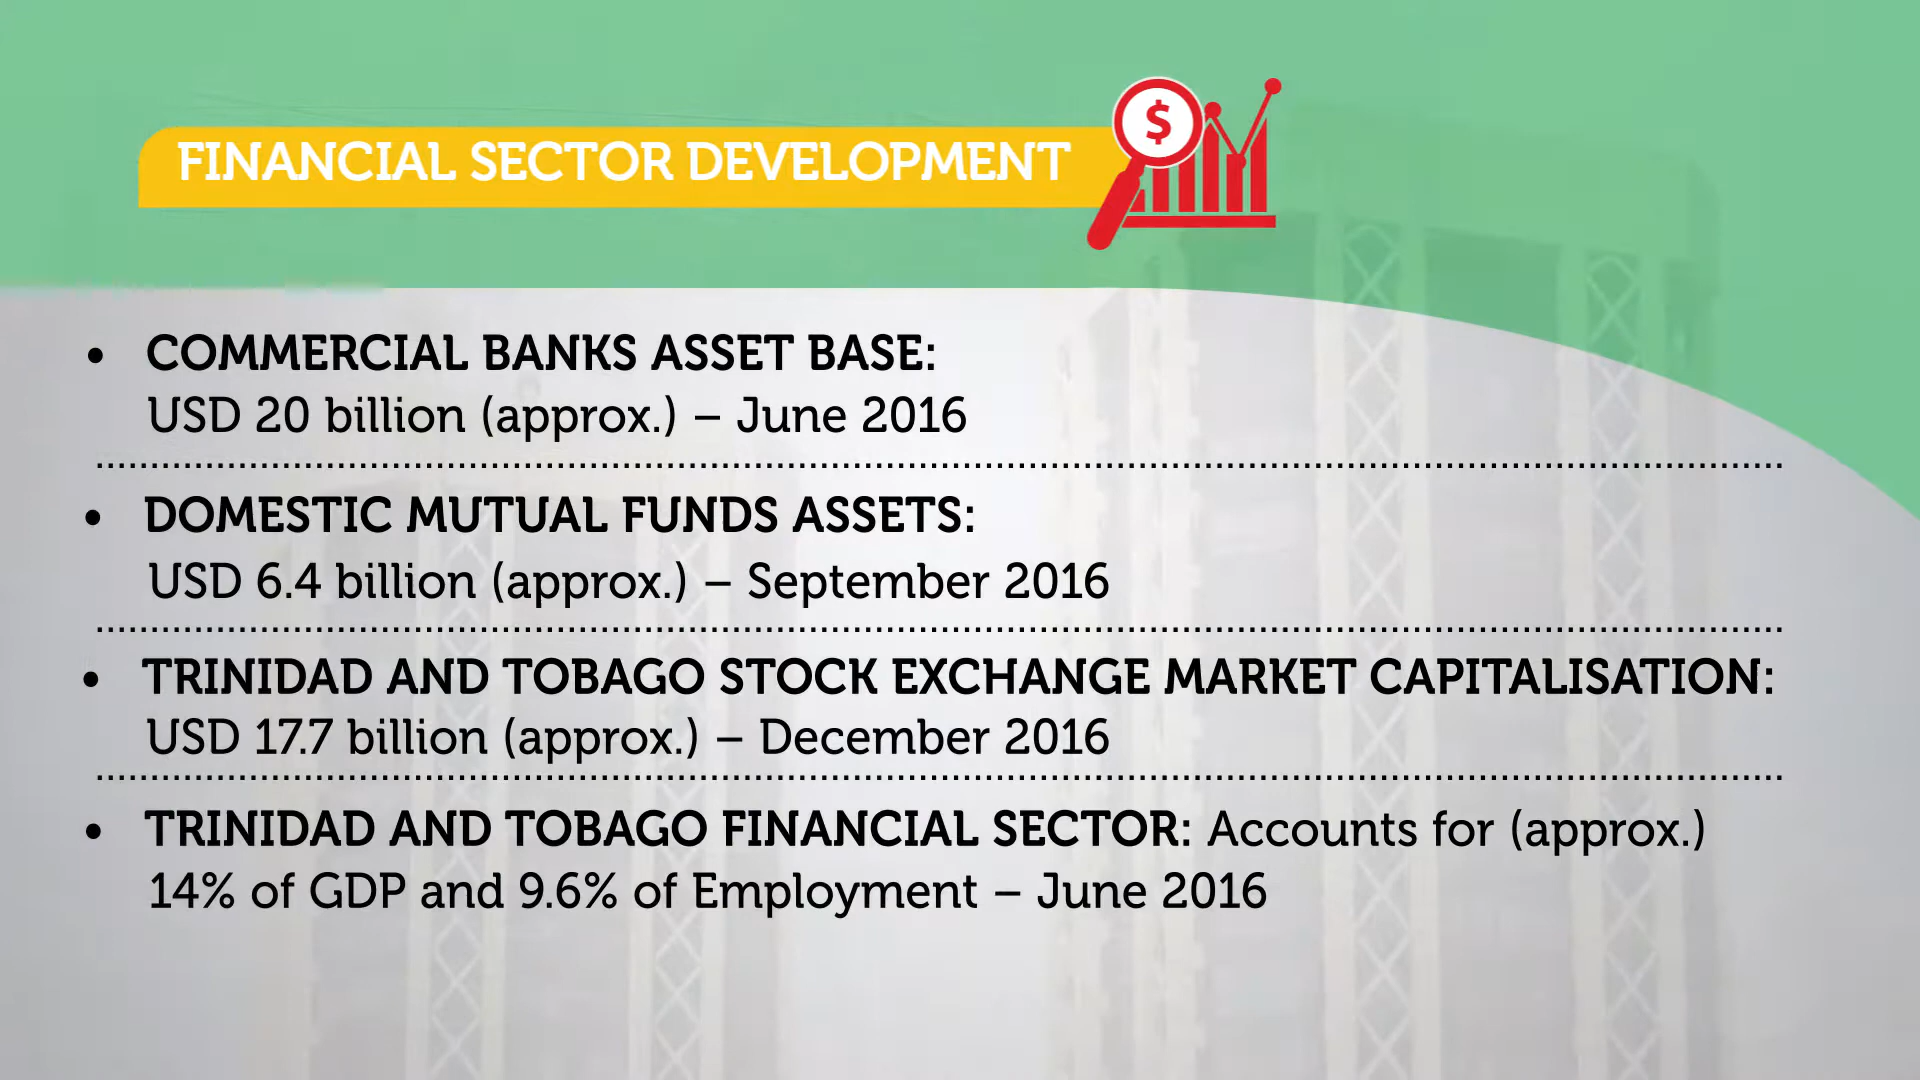 FINANCIAL SECTOR DEVELOPMENT
$
• COMMERCIAL BANKS ASSET BASE:
USD 20 billion (approx.) – June 2016
• DOMESTIC MUTUAL FUNDS ASSETS:
USD 6.4 billion (approx.) – September 2016
• TRINIDAD AND TOBAGO STOCK EXCHANGE MARKET CAPITALISATION:
USD 17.7 billion (approx.) – December 2016
• TRINIDAD AND TOBAGO FINANCIAL SECTOR: Accounts for (approx.)
14% of GDP and 9.6% of Employment – June 2016